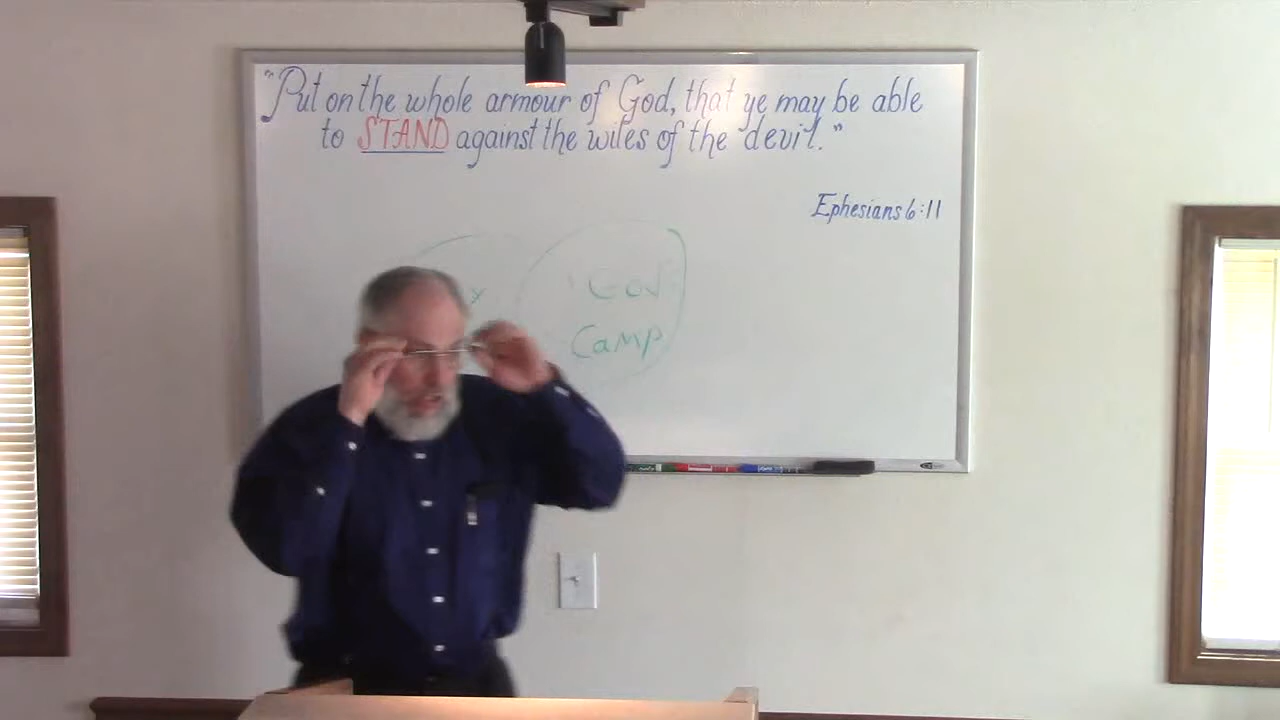 "Put on the whole armour of God, that ye may be able
to STAND against the wiles of the devil."
Ephesians 6:11
Camp